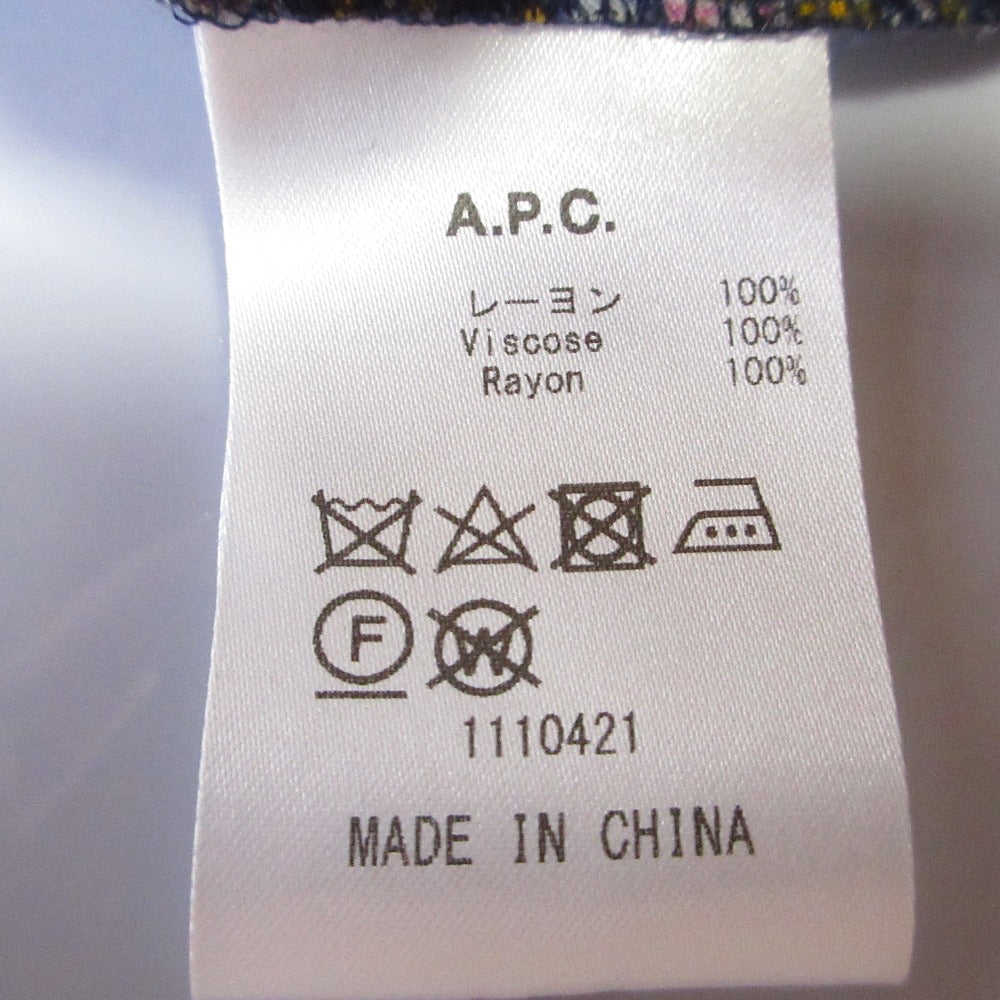 A.P.C.
レーヨン 100%
Viscose 100%
Rayon 100%
F W
1110421
MADE IN CHINA